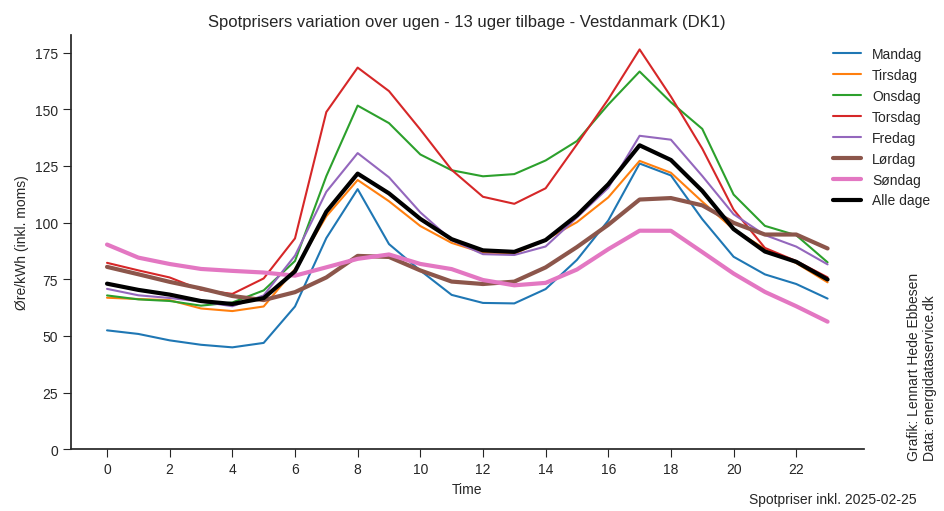 Spotprisers variation over ugen - 13 uger tilbage - Vestdanmark (DK1)
Øre/kWh (inkl. moms)
175
150
125
100
75
50
25
0
0 2 4 6 8 10 12 14 16 18 20 22
Time
Mandag
Tirsdag
Onsdag
Torsdag
Fredag
Lørdag
Søndag
Alle dage
Grafik: Lennart Hede Ebbesen
Data: energidataservice.dk
Spotpriser inkl. 2025-02-25